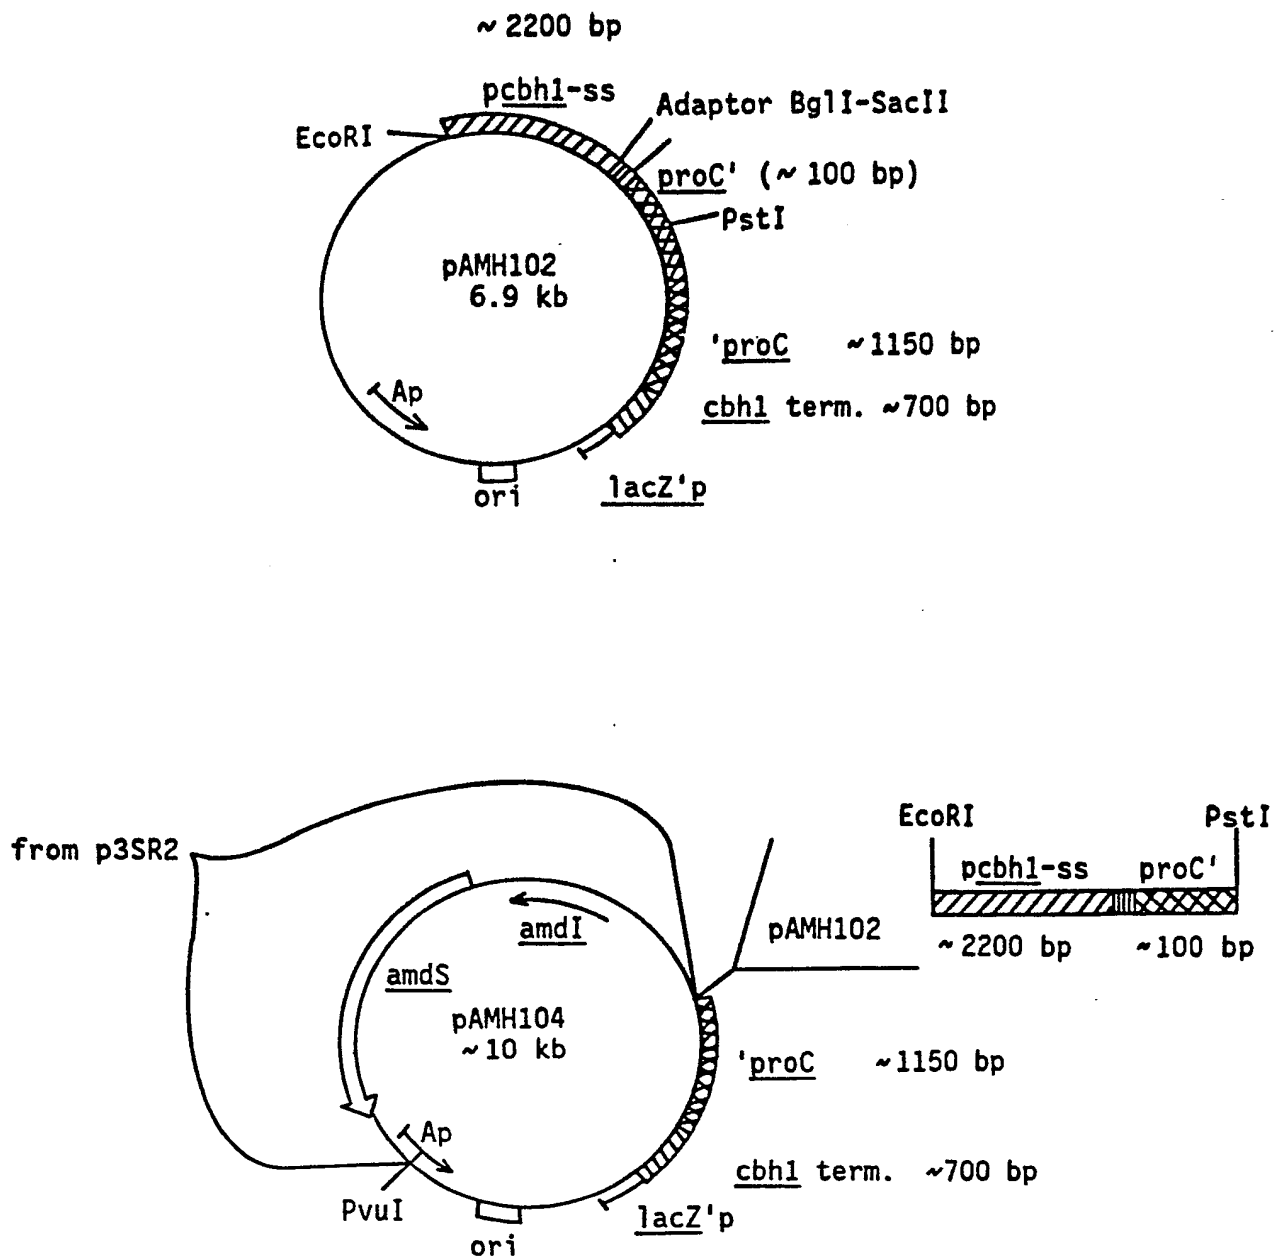 ~ 2200 bp
pcbh1-ss
Adaptor BglI-SacII
EcoRI
proC' (~ 100 bp)
PstI
pAMH102
6.9 kb
'proC ~1150 bp
Ap
cbh1 term. ~700 bp
ori
lacZ'p
EcoRI
PstI
from p3SR2
pcbh1-ss proC'
amdI
pAMH102
~2200 bp ~100 bp
amdS
pAMH104
~10 kb
'proC ~1150 bp
Ap
cbh1 term. ~700 bp
PvuI
lacZ'p
ori